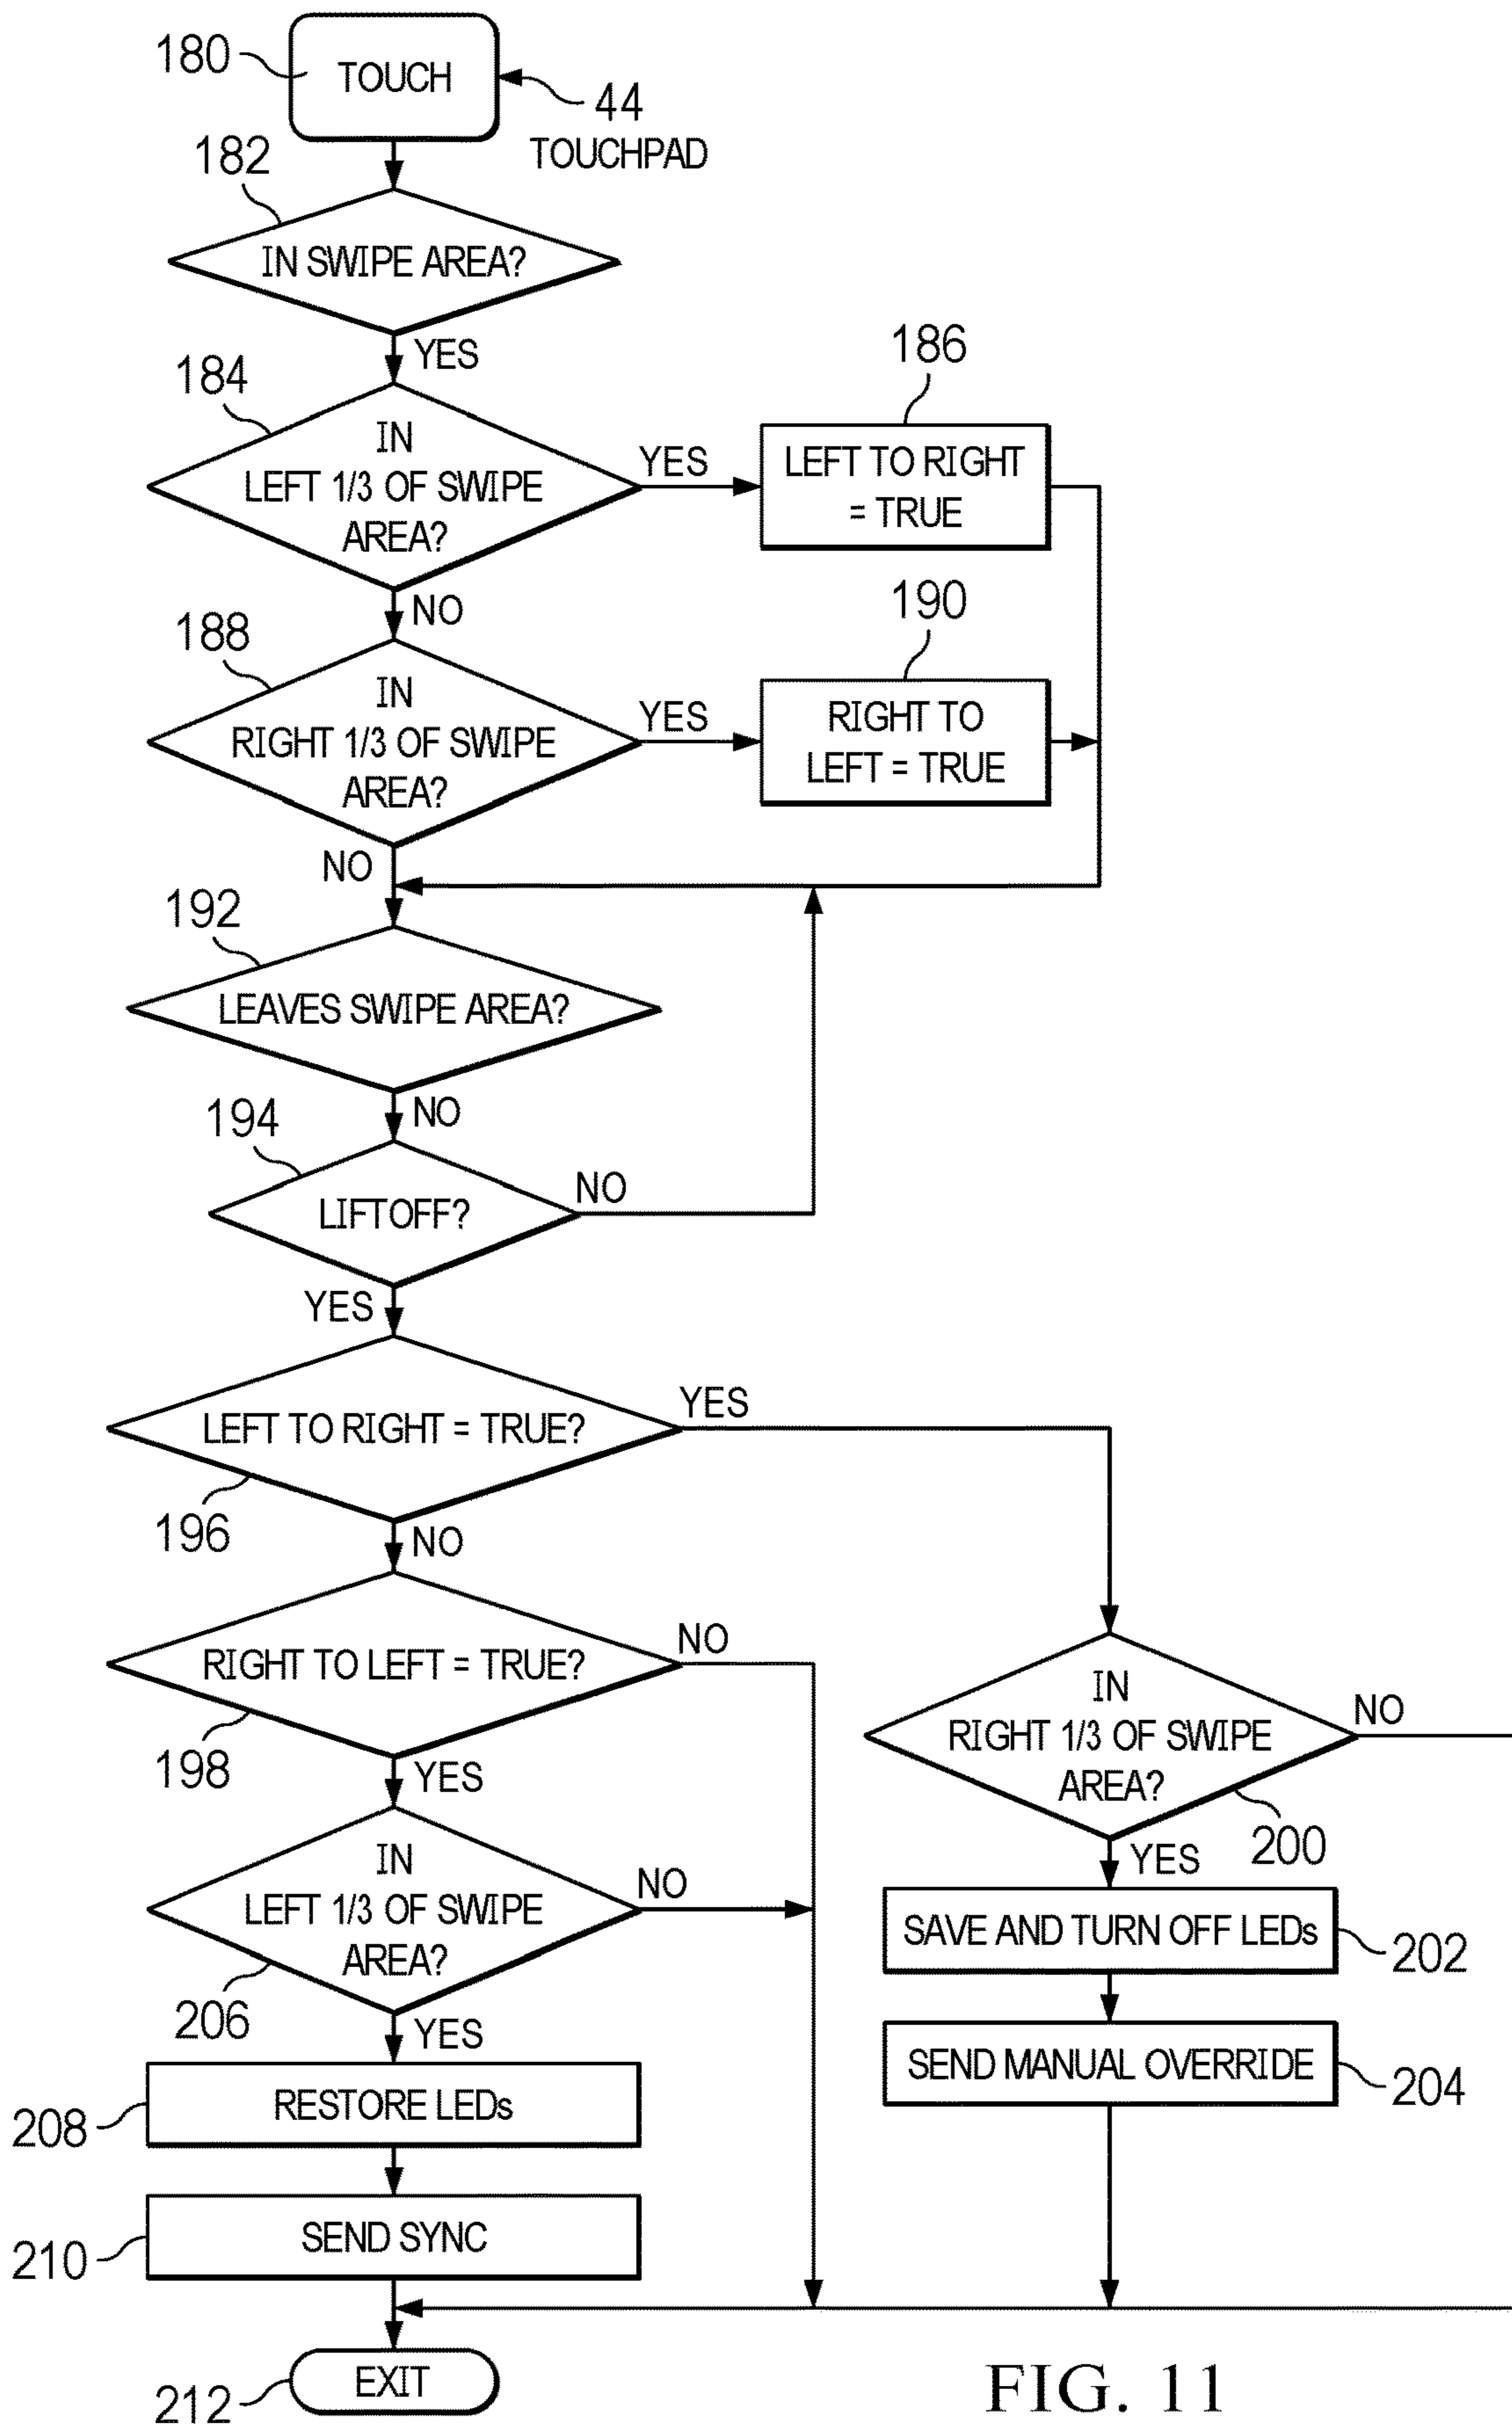 180
TOUCH
44
TOUCHPAD
182
IN SWIPE AREA?
YES
184
IN
LEFT 1/3 OF SWIPE
AREA?
YES
186
LEFT TO RIGHT
= TRUE
NO
188
IN
RIGHT 1/3 OF SWIPE
AREA?
YES
190
RIGHT TO
LEFT = TRUE
NO
192
LEAVES SWIPE AREA?
NO
194
LIFTOFF?
NO
YES
LEFT TO RIGHT = TRUE?
YES
196
NO
RIGHT TO LEFT = TRUE?
NO
198
YES
IN
RIGHT 1/3 OF SWIPE
AREA?
NO
200
YES
IN
LEFT 1/3 OF SWIPE
AREA?
NO
206
YES
SAVE AND TURN OFF LEDs
202
SEND MANUAL OVERRIDE
204
RESTORE LEDs
208
SEND SYNC
210
EXIT
212
FIG. 11